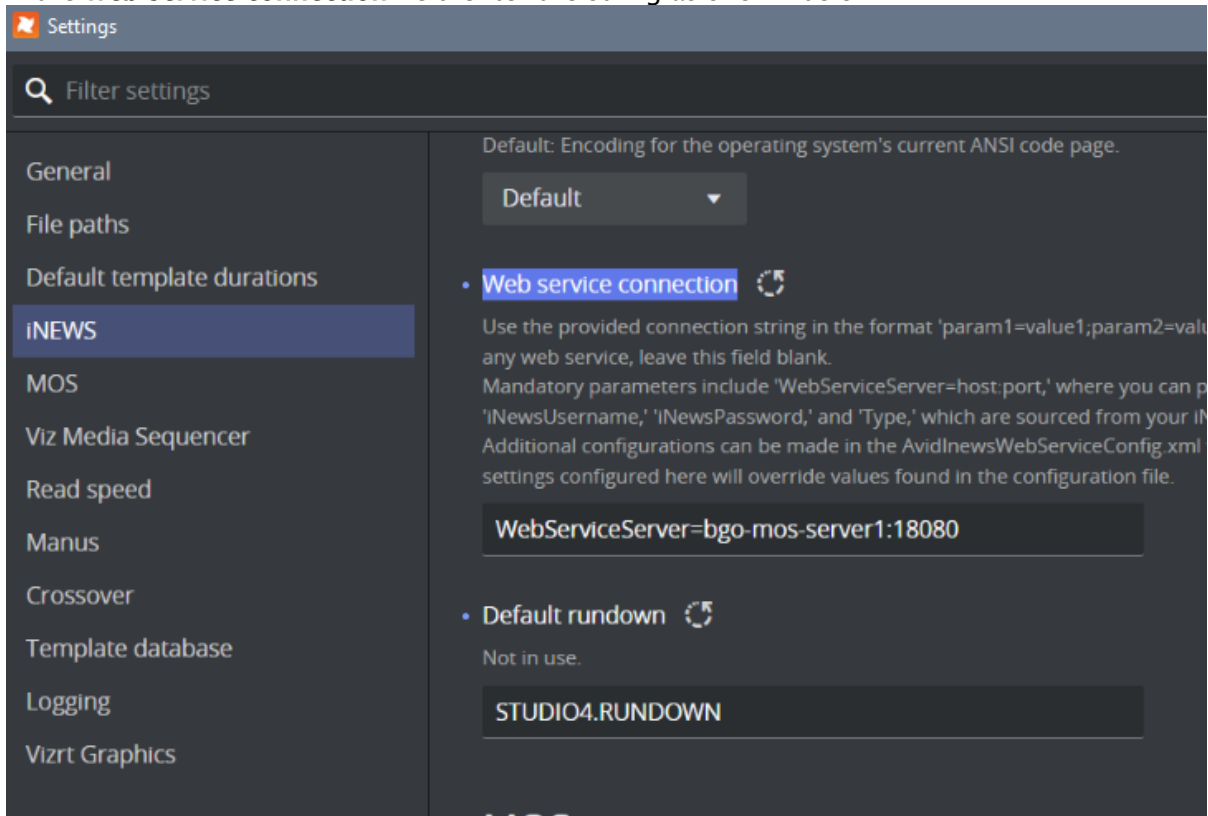 Settings
Filter settings
General
File paths
Default template durations
iNEWS
MOS
Viz Media Sequencer
Read speed
Manus
Crossover
Template database
Logging
Vizrt Graphics
Default: Encoding for the operating system's current ANSI code page.
Default
Web service connection
Use the provided connection string in the format 'param1=value1;param2=valu
any web service, leave this field blank.
Mandatory parameters include 'WebServiceServer=host:port,' where you can p
'iNewsUsername,' 'iNewsPassword,' and 'Type,' which are sourced from your iN
Additional configurations can be made in the AvidInewsWebServiceConfig.xml
settings configured here will override values found in the configuration file.
WebServiceServer=bgo-mos-server1:18080
Default rundown
Not in use.
STUDIO4.RUNDOWN